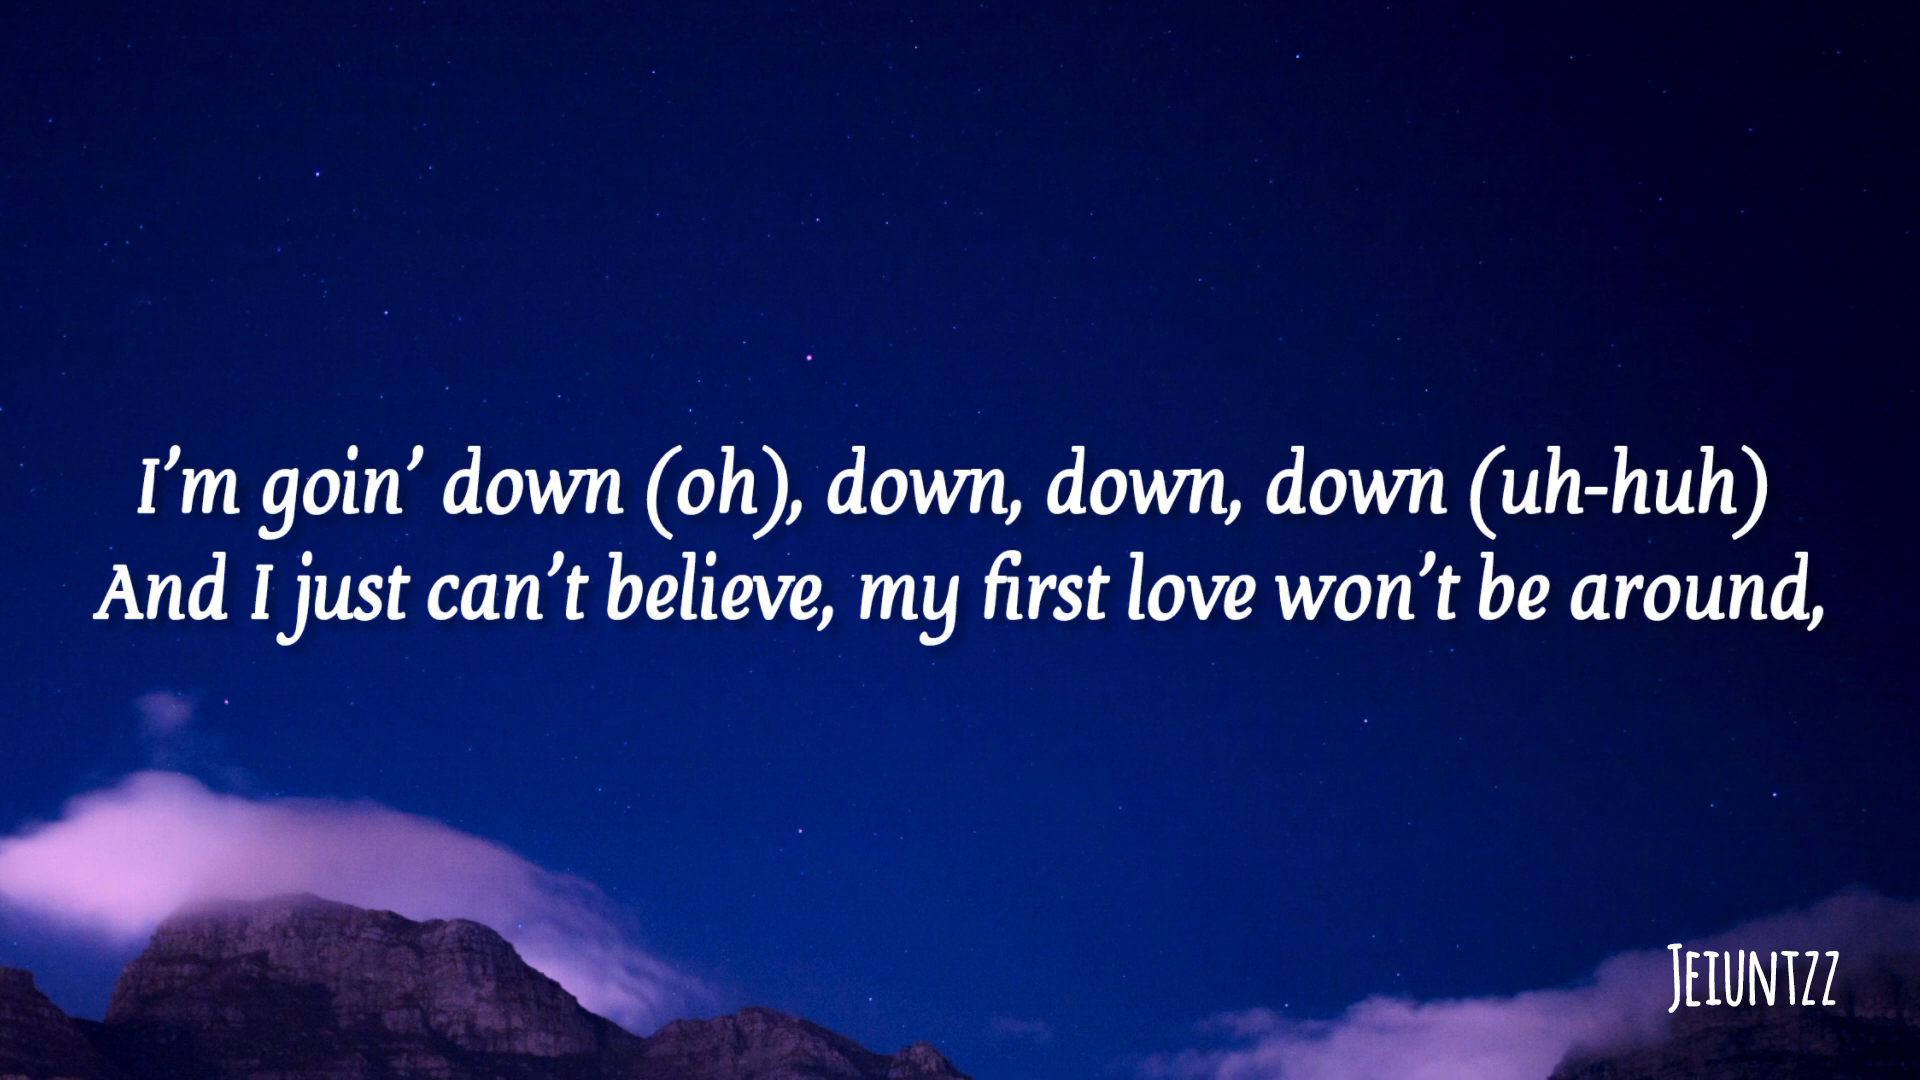 I’m goin’ down (oh), down, down, down (uh-huh)
And I just can’t believe, my first love won’t be around,
Jeiuntzz